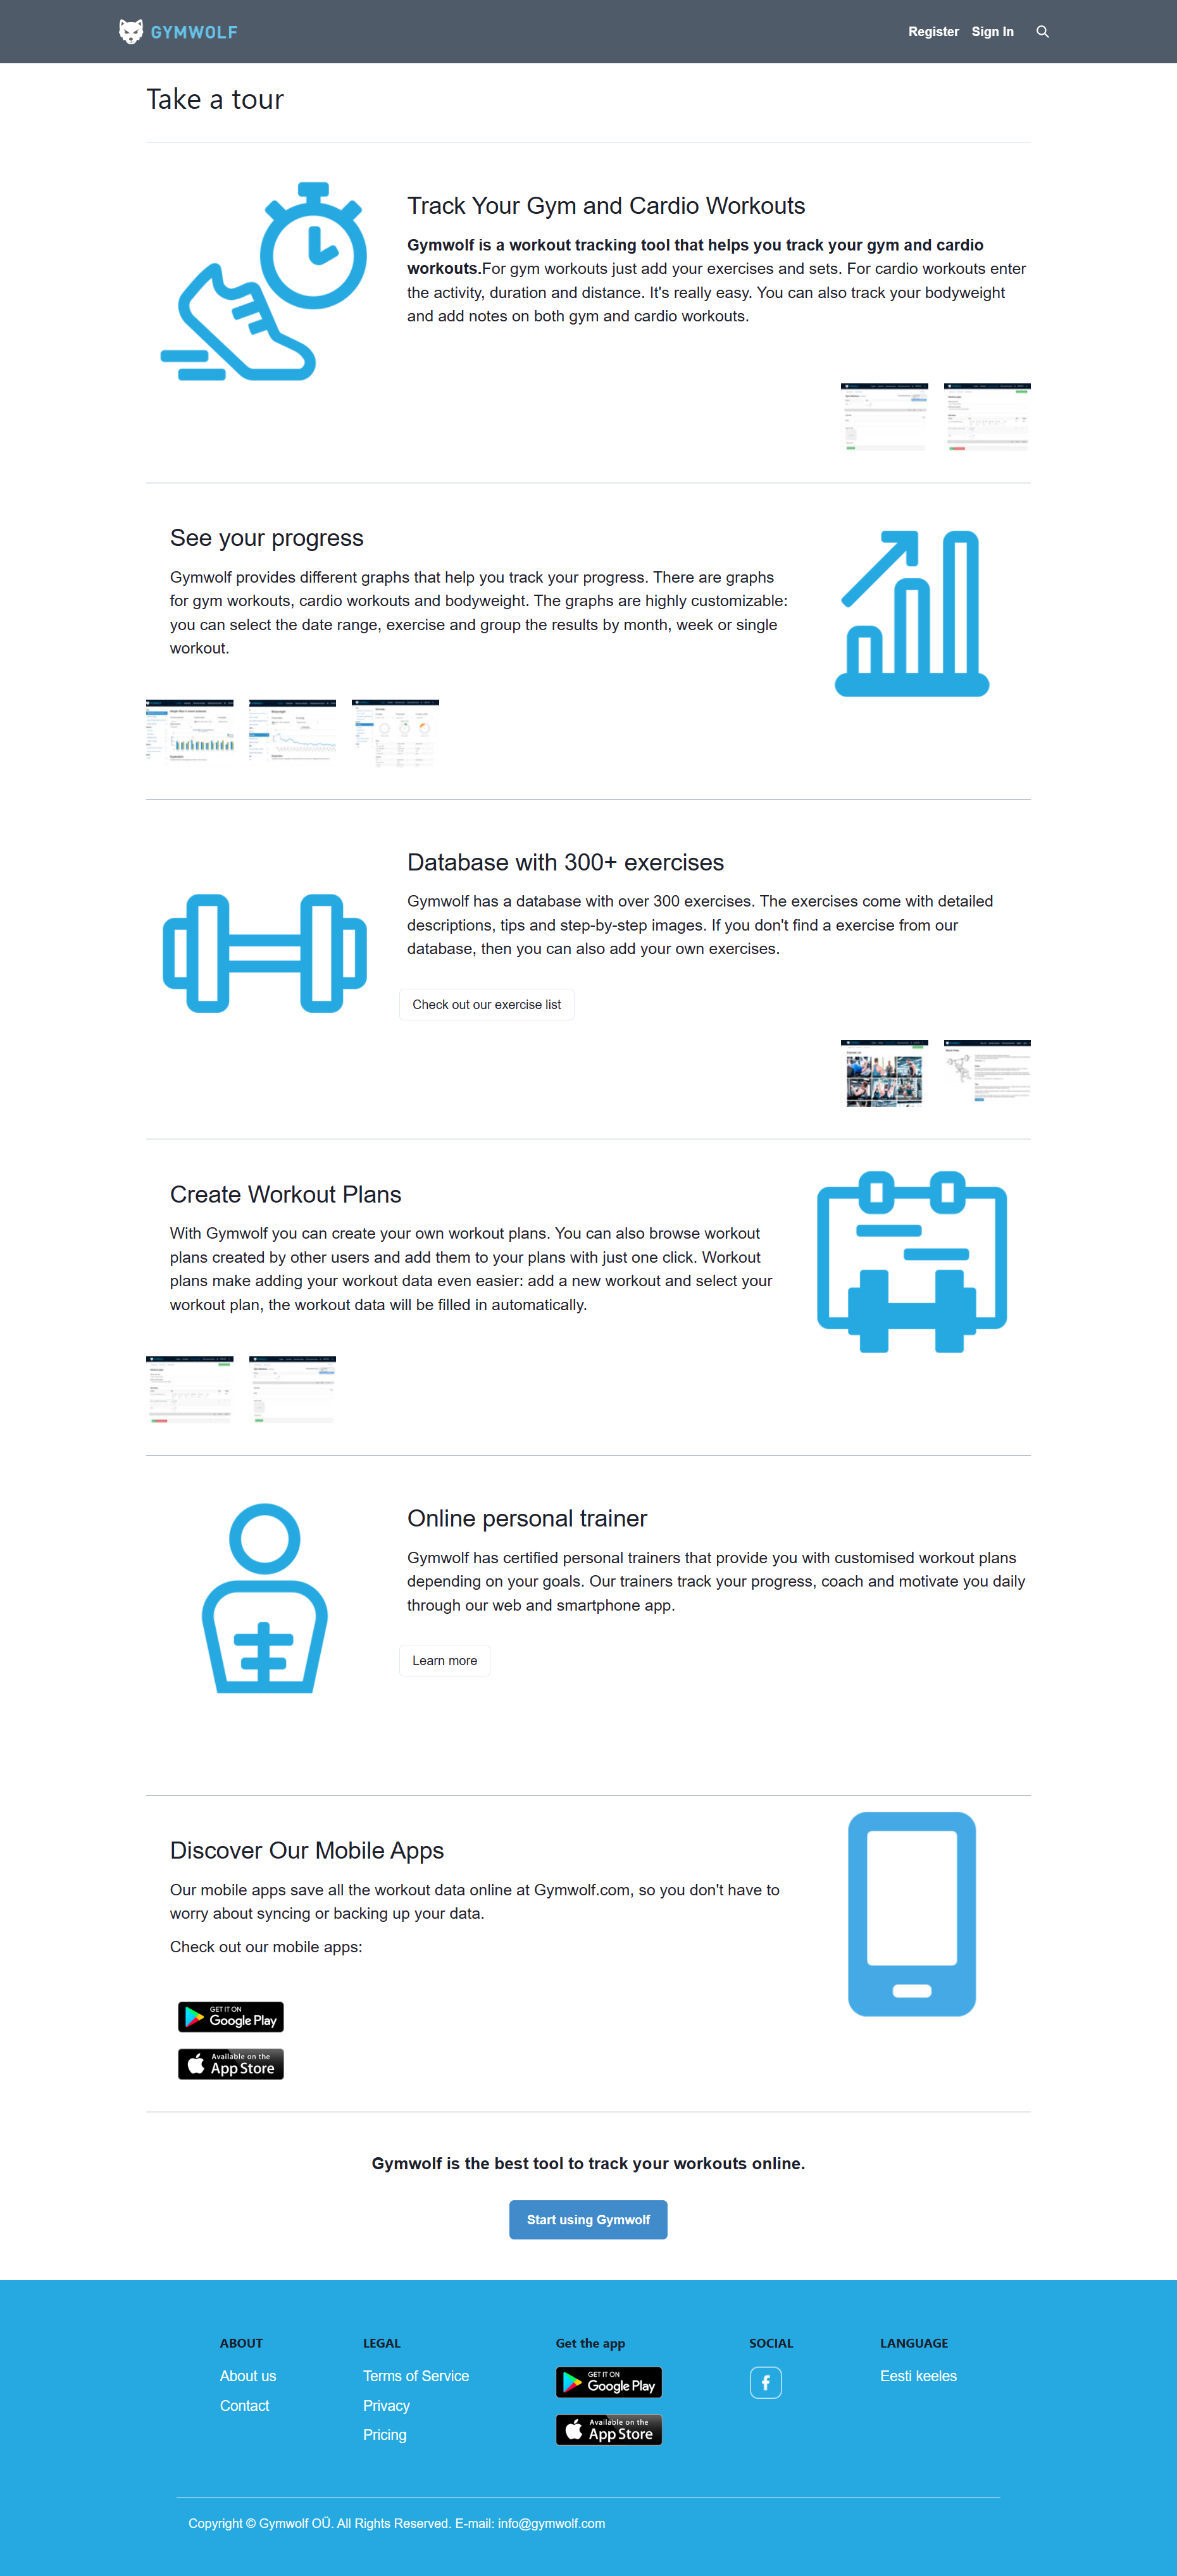 GYMWOLF
Register Sign In
Take a tour
Track Your Gym and Cardio Workouts
Gymwolf is a workout tracking tool that helps you track your gym and cardio
workouts.For gym workouts just add your exercises and sets. For cardio workouts enter
the activity, duration and distance. It's really easy. You can also track your bodyweight
and add notes on both gym and cardio workouts.
See your progress
Gymwolf provides different graphs that help you track your progress. There are graphs
for gym workouts, cardio workouts and bodyweight. The graphs are highly customizable:
you can select the date range, exercise and group the results by month, week or single
workout.
Database with 300+ exercises
Gymwolf has a database with over 300 exercises. The exercises come with detailed
descriptions, tips and step-by-step images. If you don't find a exercise from our
database, then you can also add your own exercises.
Check out our exercise list
Create Workout Plans
With Gymwolf you can create your own workout plans. You can also browse workout
plans created by other users and add them to your plans with just one click. Workout
plans make adding your workout data even easier: add a new workout and select your
workout plan, the workout data will be filled in automatically.
Online personal trainer
Gymwolf has certified personal trainers that provide you with customised workout plans
depending on your goals. Our trainers track your progress, coach and motivate you daily
through our web and smartphone app.
Learn more
Discover Our Mobile Apps
Our mobile apps save all the workout data online at Gymwolf.com, so you don't have to
worry about syncing or backing up your data.
Check out our mobile apps:
GET IT ON
Google Play
Available on the
App Store
Gymwolf is the best tool to track your workouts online.
Start using Gymwolf
ABOUT
About us
Contact
LEGAL
Terms of Service
Privacy
Pricing
Get the app
GET IT ON
Google Play
Available on the
App Store
SOCIAL
LANGUAGE
Eesti keeles
Copyright © Gymwolf OÜ. All Rights Reserved. E-mail: info@gymwolf.com